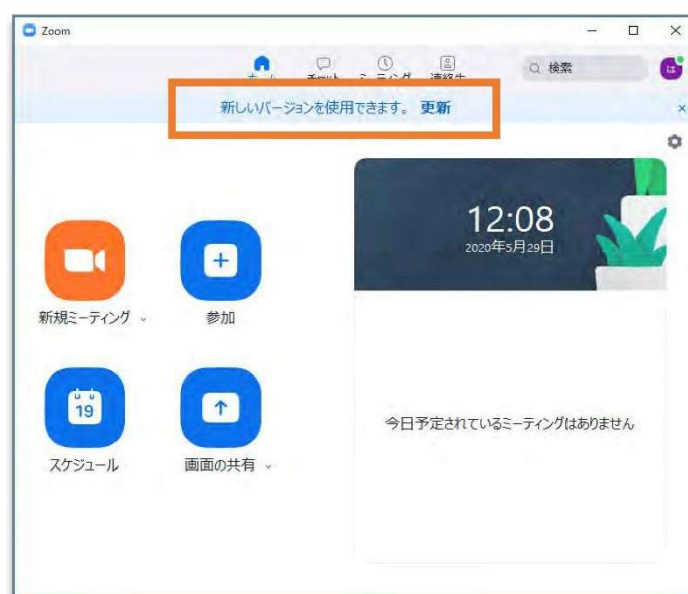 Zoom
検索
は
新しいバージョンを使用できます。 更新
12:08
2020年5月29日
新規ミーティング
参加
今日予定されているミーティングはありません
19
スケジュール
画面の共有